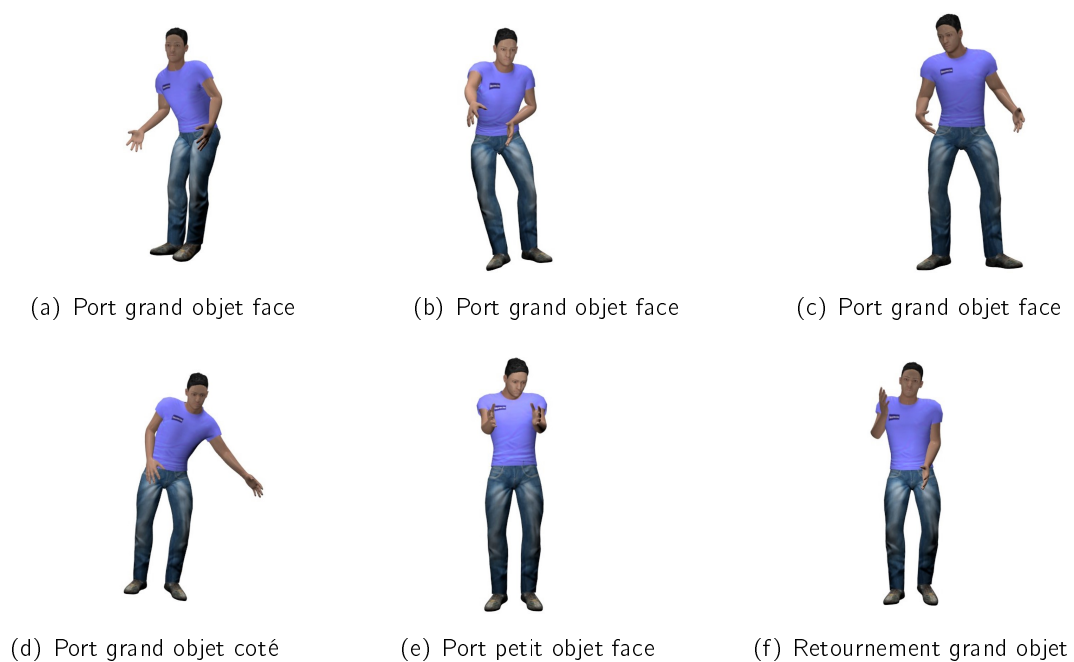 (a) Port grand objet face
(b) Port grand objet face
(c) Port grand objet face
(d) Port grand objet coté
(e) Port petit objet face
(f) Retournement grand objet